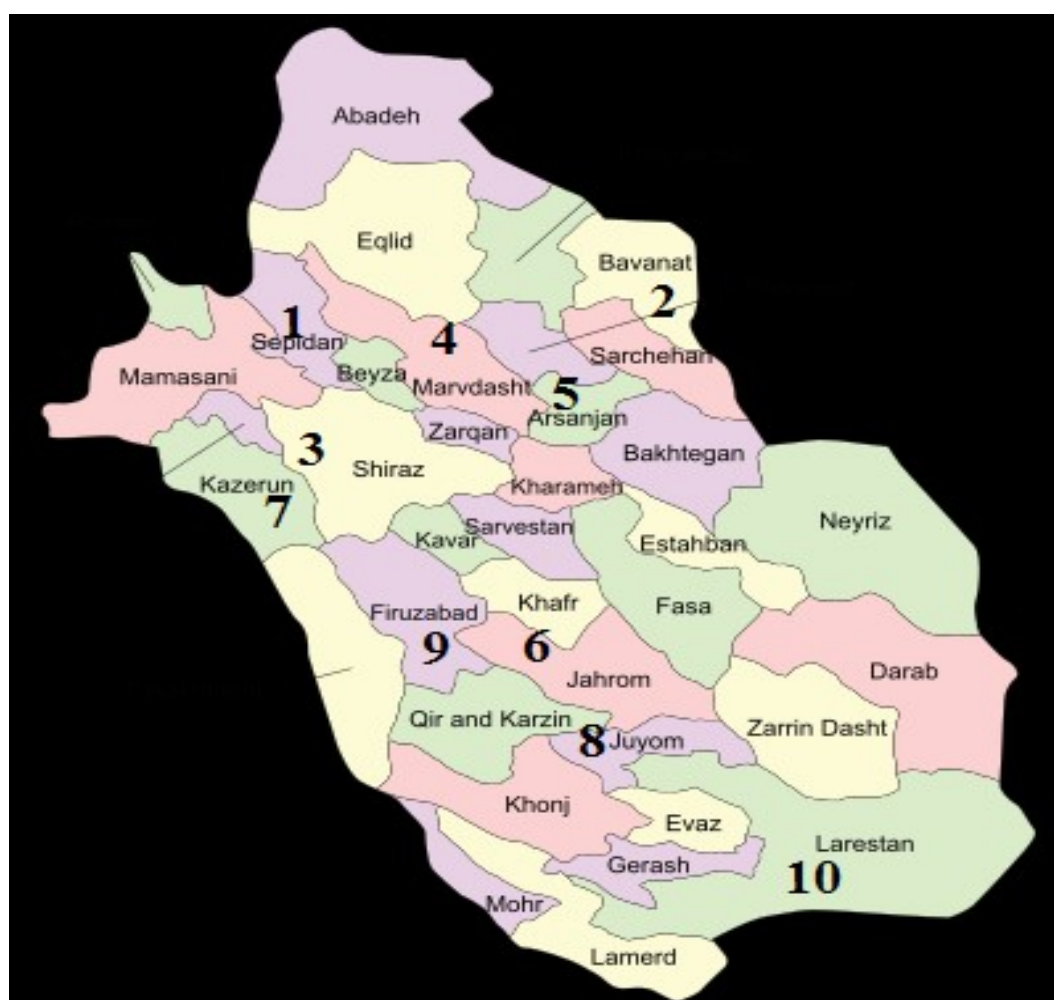 Abadeh
Eqlid
Bavanat
2
1
Sepidan
4
Sarchehan
Mamasani
Beyza
Marvdasht
5
Arsanjan
Zarqan
3
Shiraz
Bakhtegan
Kazerun
7
Kharameh
Neyriz
Kavar
Sarvestan
Estahban
Khafr
Fasa
Firuzabad
9
6
Jahrom
Darab
Qir and Karzin
8
Juyom
Zarrin Dasht
Khonj
Evaz
Larestan
Gerash
10
Mohr
Lamerd